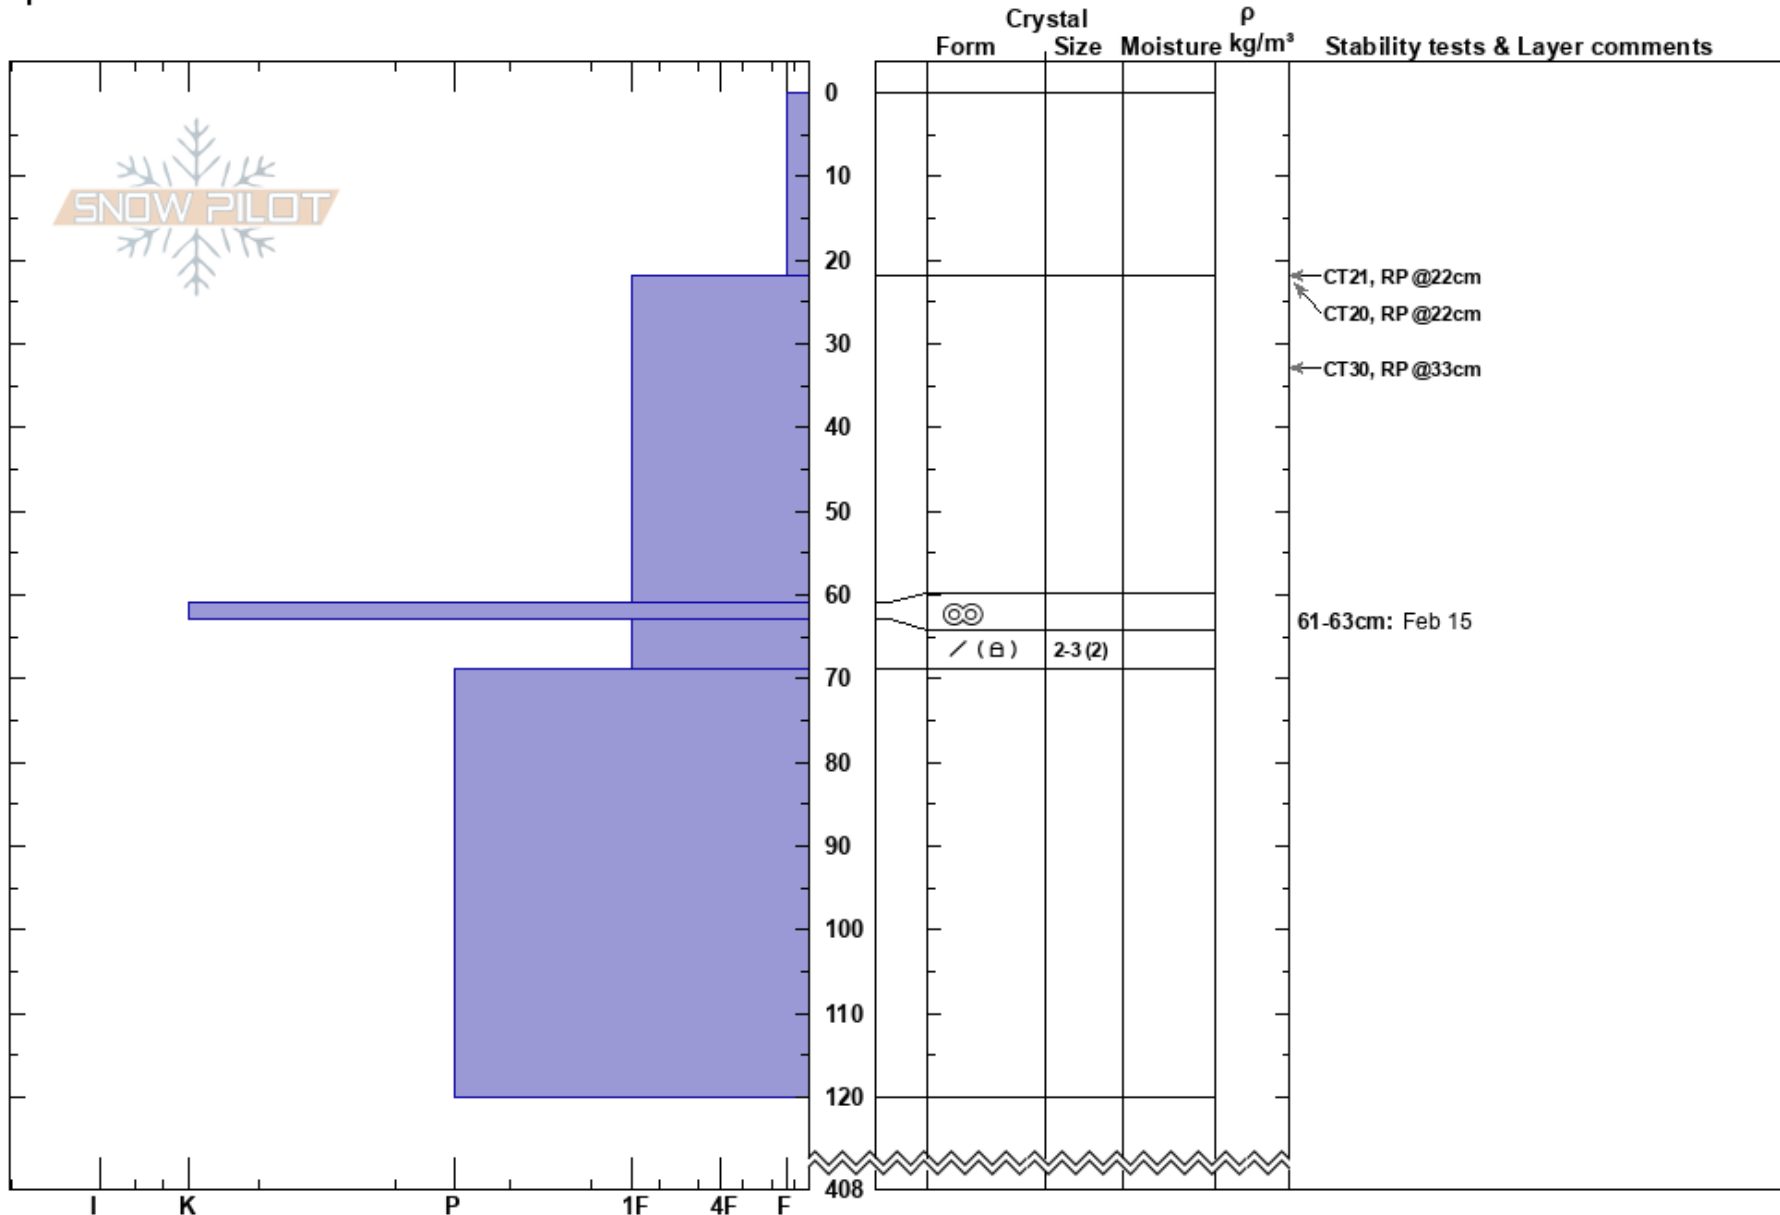 Crystal
ρ
Form Size Moisture kg/m³ Stability tests & Layer comments
SNOW PILOT
0
10
20
CT21, RP @22cm
CT20, RP @22cm
30
CT30, RP @33cm
40
50
60
61-63cm: Feb 15
2-3 (2)
70
80
90
100
110
120
408
I K P 1F 4F F